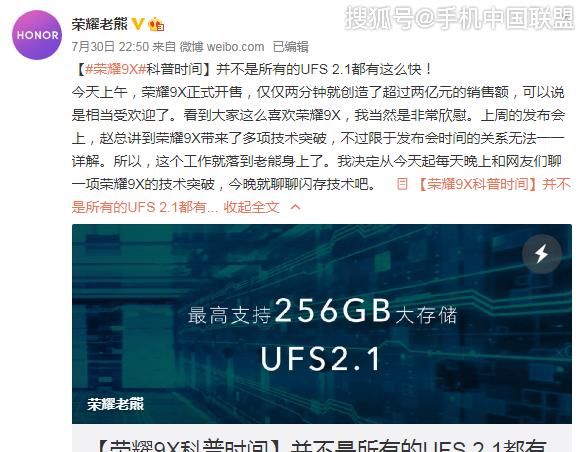 搜狐号@手机中国联盟
HONOR
荣耀老熊
7月30日 22:50 来自 微博 weibo.com 已编辑
【#荣耀9X#科普时间】并不是所有的UFS 2.1都有这么快！
今天上午，荣耀9X正式开售，仅仅两分钟就创造了超过两亿元的销售额，可以说
是相当受欢迎了。看到大家这么喜欢荣耀9X，我当然是非常欣慰。上周的发布会
上，赵总讲到荣耀9X带来了多项技术突破，不过限于发布会时间的关系无法一一
详解。所以，这个工作就落到老熊身上了。我决定从今天起每天晚上和网友们聊
一项荣耀9X的技术突破，今晚就聊聊闪存技术吧。 【荣耀9X科普时间】并不
是所有的UFS 2.1都有... 收起全文
最高支持256GB大存储
UFS2.1
荣耀老熊
【荣耀9X科普时间】并不是所有的UFS 2.1都有